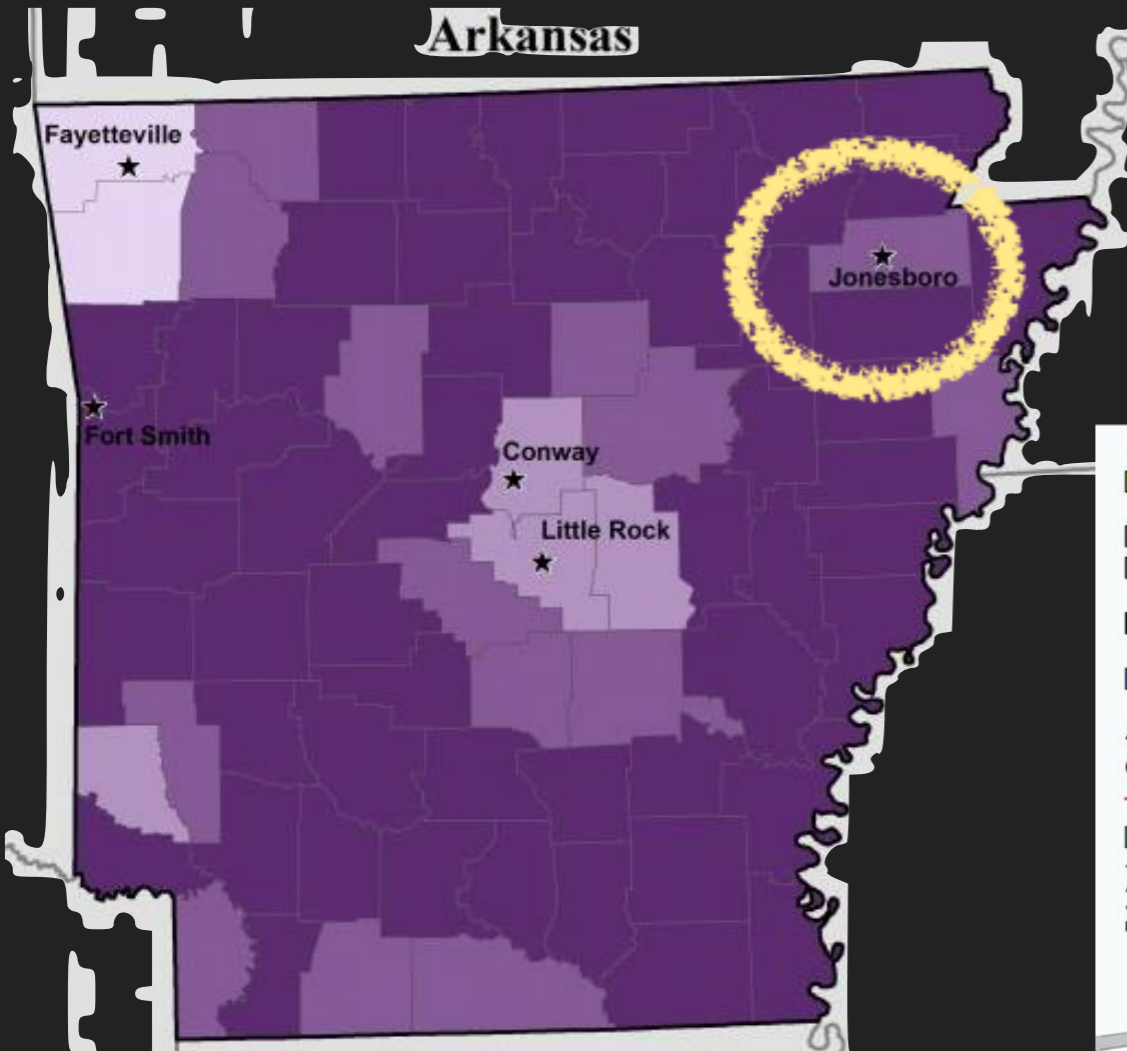 Arkansas
Fayetteville
Jonesboro
Fort Smith
Conway
Little Rock